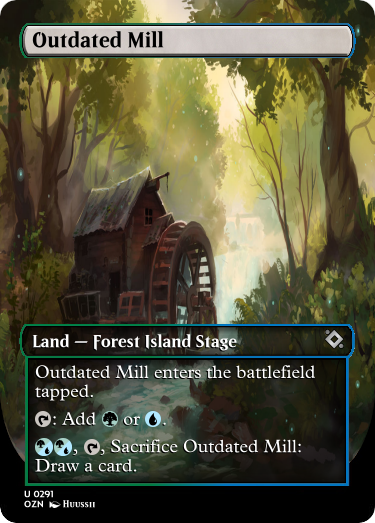 Outdated Mill
Land — Forest Island Stage
Outdated Mill enters the battlefield
tapped.
: Add or .
, , Sacrifice Outdated Mill:
Draw a card.
U 0291
OZN Huussii